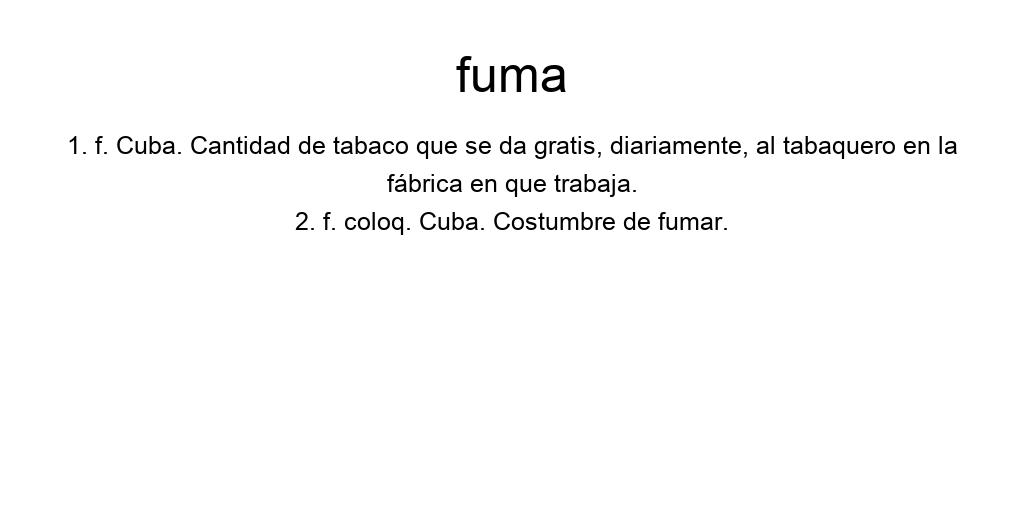 fuma
1. f. Cuba. Cantidad de tabaco que se da gratis, diariamente, al tabaquero en la
fábrica en que trabaja.
2. f. coloq. Cuba. Costumbre de fumar.